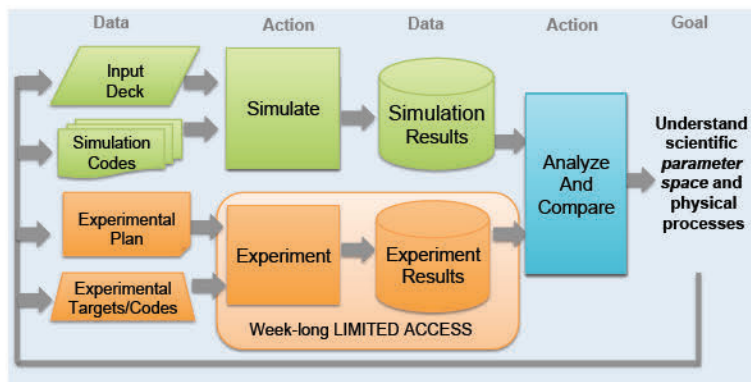 Data
Action
Data
Action
Goal
Input
Deck
Simulate
Simulation
Results
Simulation
Codes
Analyze
And
Compare
Understand
scientific
parameter
space and
physical
processes
Experimental
Plan
Experiment
Experiment
Results
Experimental
Targets/Codes
Week-long LIMITED ACCESS